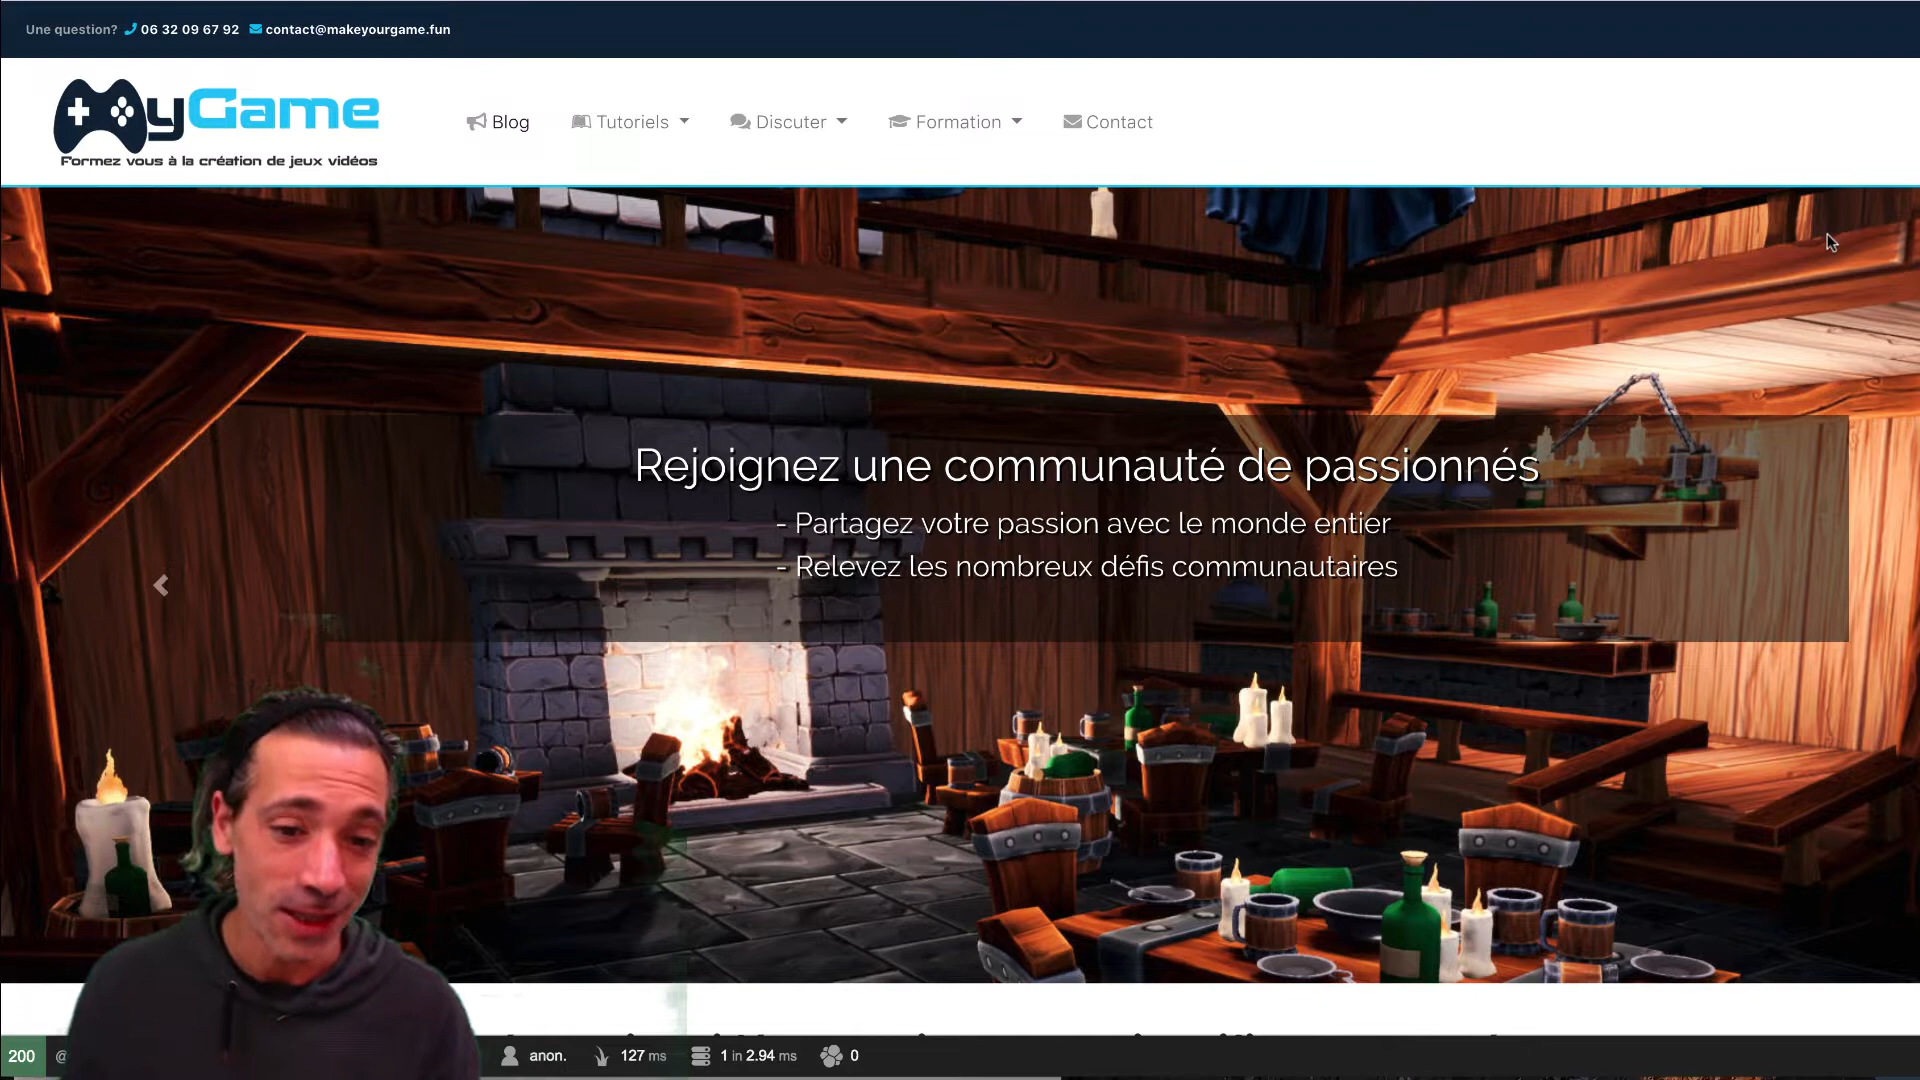 Une question? 06 32 09 67 92 contact@makeyourgame.fun
yGame
Formez vous à la création de jeux vidéos
Blog
Tutoriels
Discuter
Formation
Contact
Rejoignez une communauté de passionnés
- Partagez votre passion avec le monde entier
- Relevez les nombreux défis communautaires
200 @ anon. 127 ms 1 in 2.94 ms 0